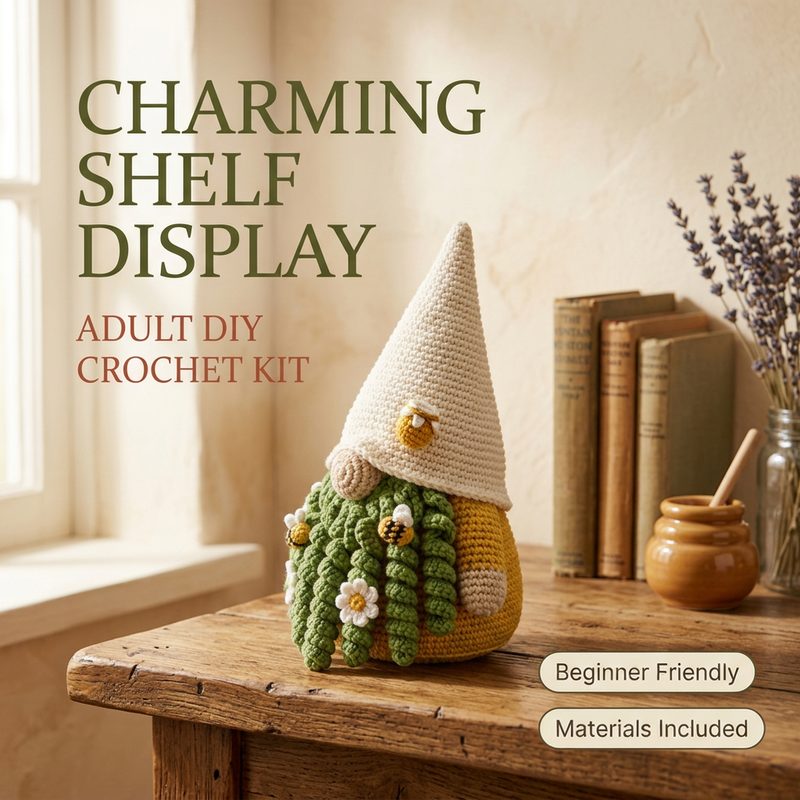 CHARMING
SHELF
DISPLAY
ADULT DIY
CROCHET KIT
Beginner Friendly
Materials Included